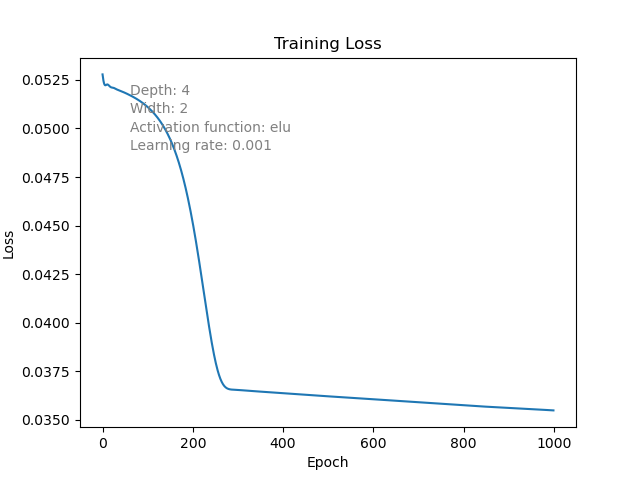 Training Loss
0.0525
0.0500
0.0475
0.0450
0.0425
0.0400
0.0375
0.0350
Loss
Depth: 4
Width: 2
Activation function: elu
Learning rate: 0.001
0 200 400 600 800 1000
Epoch